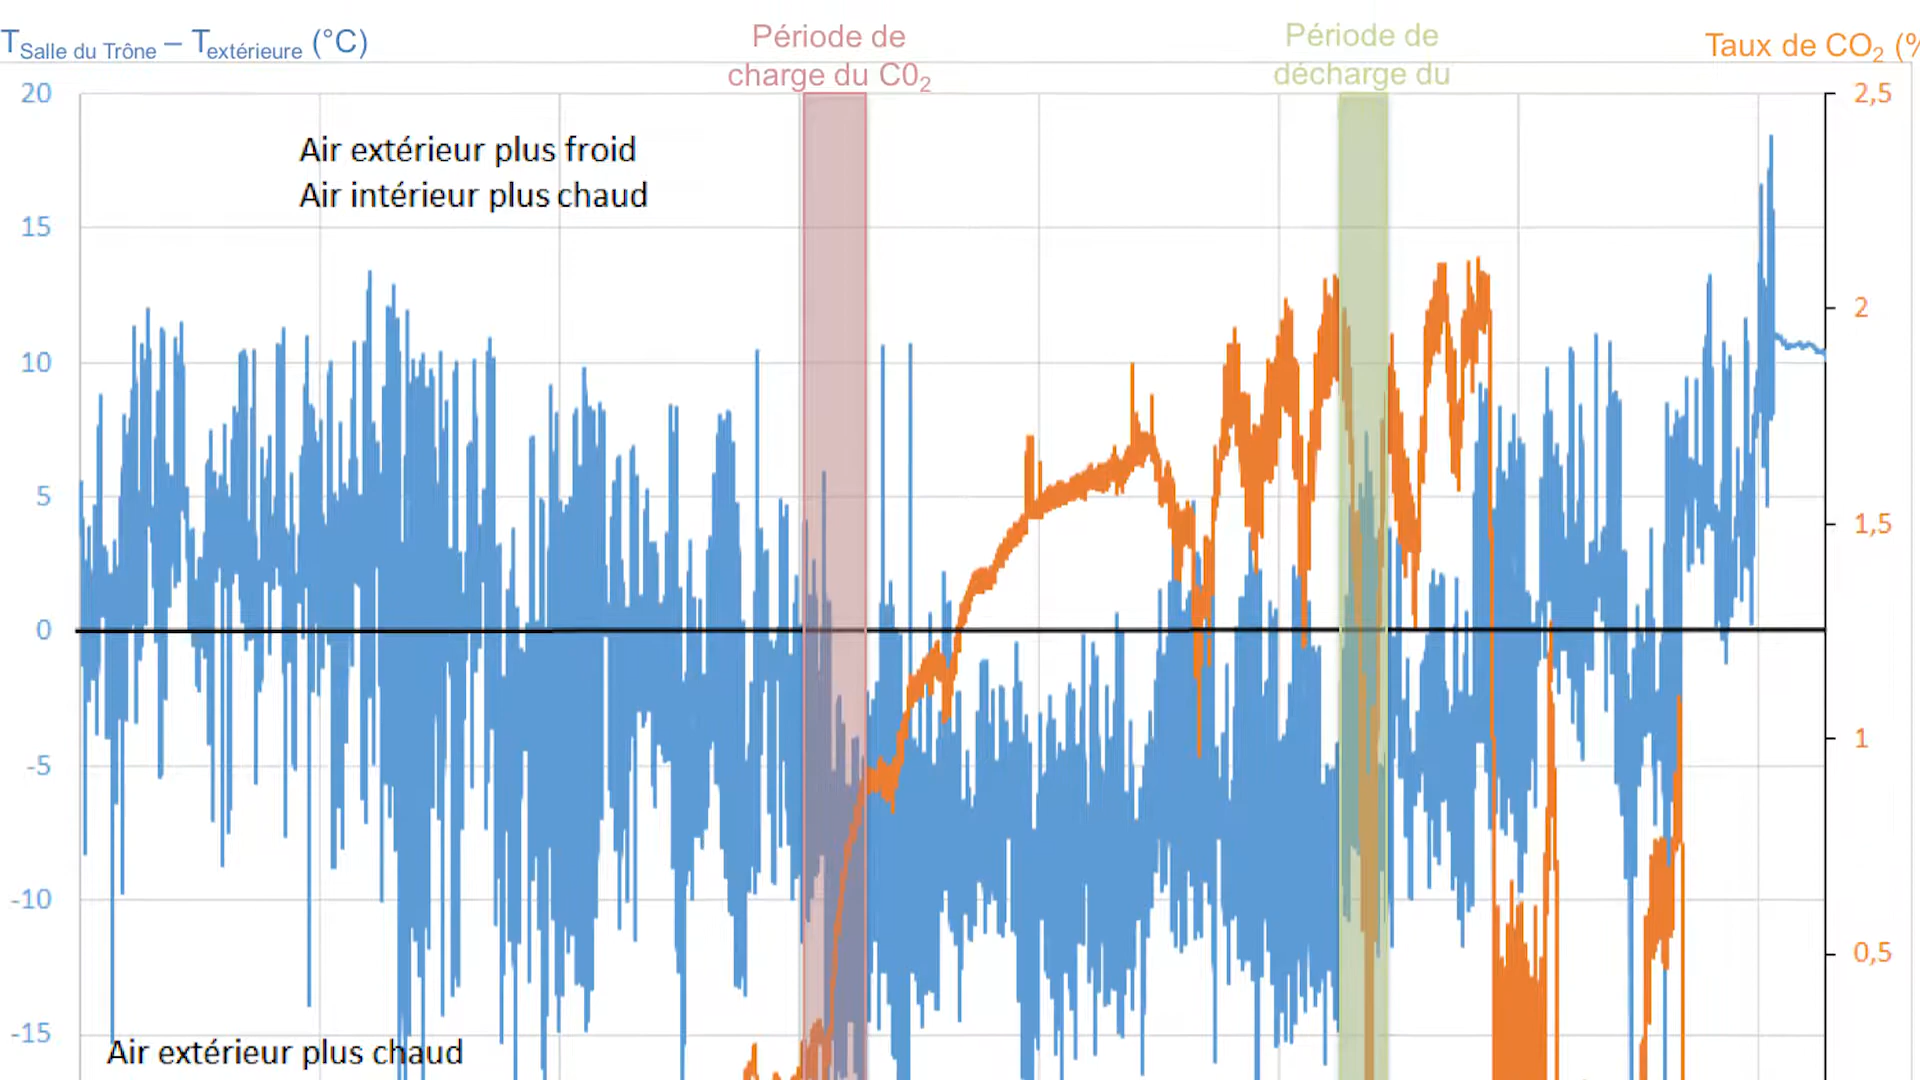 T Salle du Trône – T extérieure (°C)
Période de
charge du C0₂
Période de
décharge du
Taux de CO₂ (%
20
15
10
5
0
-5
-10
-15
Air extérieur plus froid
Air intérieur plus chaud
Air extérieur plus chaud
2,5
2
1,5
1
0,5